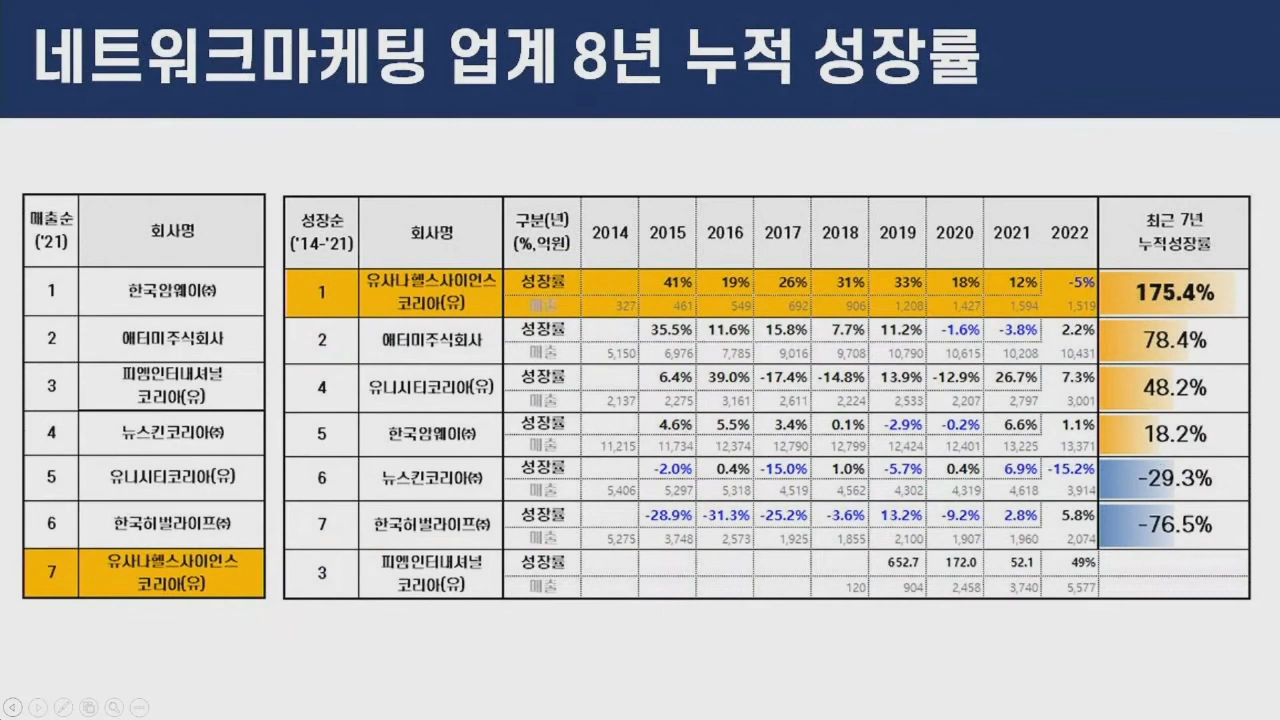 네트워크마케팅 업계 8년 누적 성장률
매출순 ('21) 회사명
1 한국암웨이㈜
2 애터미주식회사
3 피엠인터내셔널 코리아(유)
4 뉴스킨코리아㈜
5 유니시티코리아(유)
6 한국허벌라이프㈜
7 유사나헬스사이언스 코리아(유)
성장순 ('14-'21) 회사명 구분(년) (%,억원) 2014 2015 2016 2017 2018 2019 2020 2021 2022 최근 7년 누적성장률
1 유사나헬스사이언스 코리아(유) 성장률 41% 19% 26% 31% 33% 18% 12% -5% 175.4%
매출 327 461 549 692 906 1,208 1,427 1,594 1,519
2 애터미주식회사 성장률 35.5% 11.6% 15.8% 7.7% 11.2% -1.6% -3.8% 2.2% 78.4%
매출 5,150 6,976 7,785 9,016 9,708 10,790 10,615 10,208 10,431
4 유니시티코리아(유) 성장률 6.4% 39.0% -17.4% -14.8% 13.9% -12.9% 26.7% 7.3% 48.2%
매출 2,137 2,275 3,161 2,611 2,224 2,533 2,207 2,797 3,001
5 한국암웨이㈜ 성장률 4.6% 5.5% 3.4% 0.1% -2.9% -0.2% 6.6% 1.1% 18.2%
매출 11,215 11,734 12,374 12,790 12,799 12,424 12,401 13,225 13,371
6 뉴스킨코리아㈜ 성장률 -2.0% 0.4% -15.0% 1.0% -5.7% 0.4% 6.9% -15.2% -29.3%
매출 5,406 5,297 5,318 4,519 4,562 4,302 4,319 4,618 3,914
7 한국허벌라이프㈜ 성장률 -28.9% -31.3% -25.2% -3.6% 13.2% -9.2% 2.8% 5.8% -76.5%
매출 5,275 3,748 2,573 1,925 1,855 2,100 1,907 1,960 2,074
3 피엠인터내셔널 코리아(유) 성장률 652.7 172.0 52.1 49%
매출 120 904 2,458 3,740 5,577